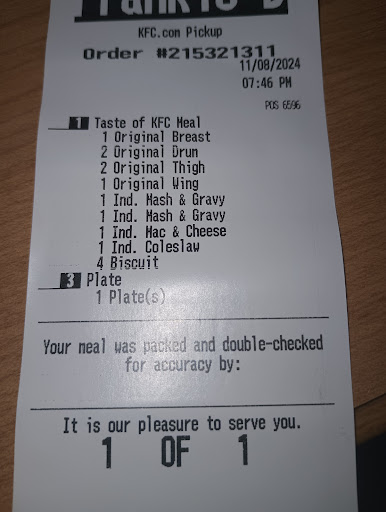 KFC.com Pickup
Order #215321311
11/08/2024
07:46 PM
POS 6596
1 Taste of KFC Meal
1 Original Breast
2 Original Drum
2 Original Thigh
1 Original Wing
1 Ind. Mash & Gravy
1 Ind. Mash & Gravy
1 Ind. Mac & Cheese
1 Ind. Coleslaw
4 Biscuit
3 Plate
1 Plate(s)
Your meal was packed and double-checked
for accuracy by:
It is our pleasure to serve you.
1 OF 1